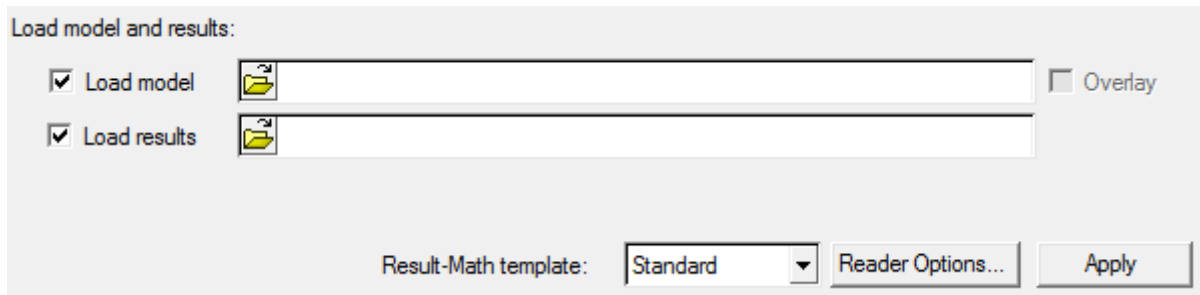 Load model and results:
Load model
Overlay
Load results
Result-Math template: Standard Reader Options... Apply